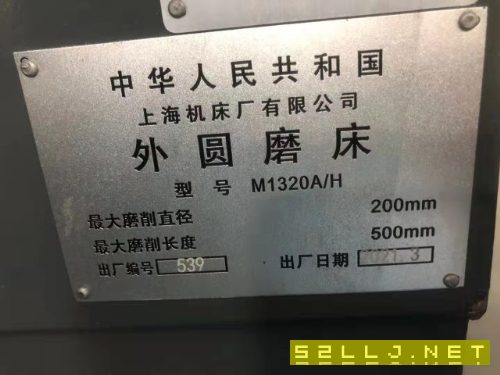 中华人民共和国
上海机床厂有限公司
外圆磨床
型号 M1320A/H
最大磨削直径 200mm
最大磨削长度 500mm
出厂编号 539 出厂日期 2021.3
52LLJ.NET